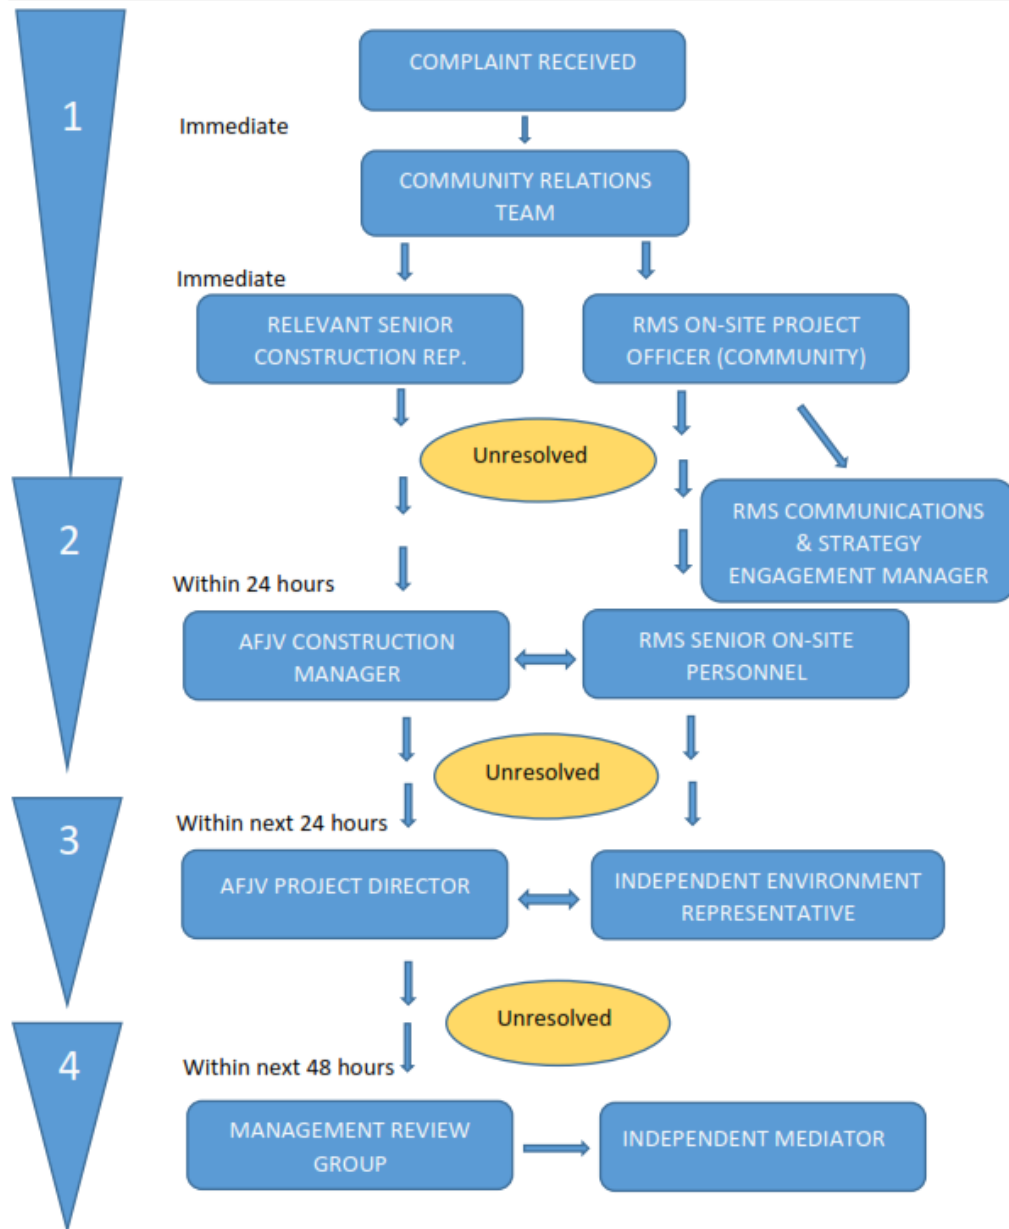 COMPLAINT RECEIVED
1
Immediate
COMMUNITY RELATIONS
TEAM
Immediate
RELEVANT SENIOR
CONSTRUCTION REP.
RMS ON-SITE PROJECT
OFFICER (COMMUNITY)
Unresolved
2
RMS COMMUNICATIONS
& STRATEGY
ENGAGEMENT MANAGER
Within 24 hours
AFJV CONSTRUCTION
MANAGER
RMS SENIOR ON-SITE
PERSONNEL
Unresolved
3
Within next 24 hours
AFJV PROJECT DIRECTOR
INDEPENDENT ENVIRONMENT
REPRESENTATIVE
Unresolved
4
Within next 48 hours
MANAGEMENT REVIEW
GROUP
INDEPENDENT MEDIATOR